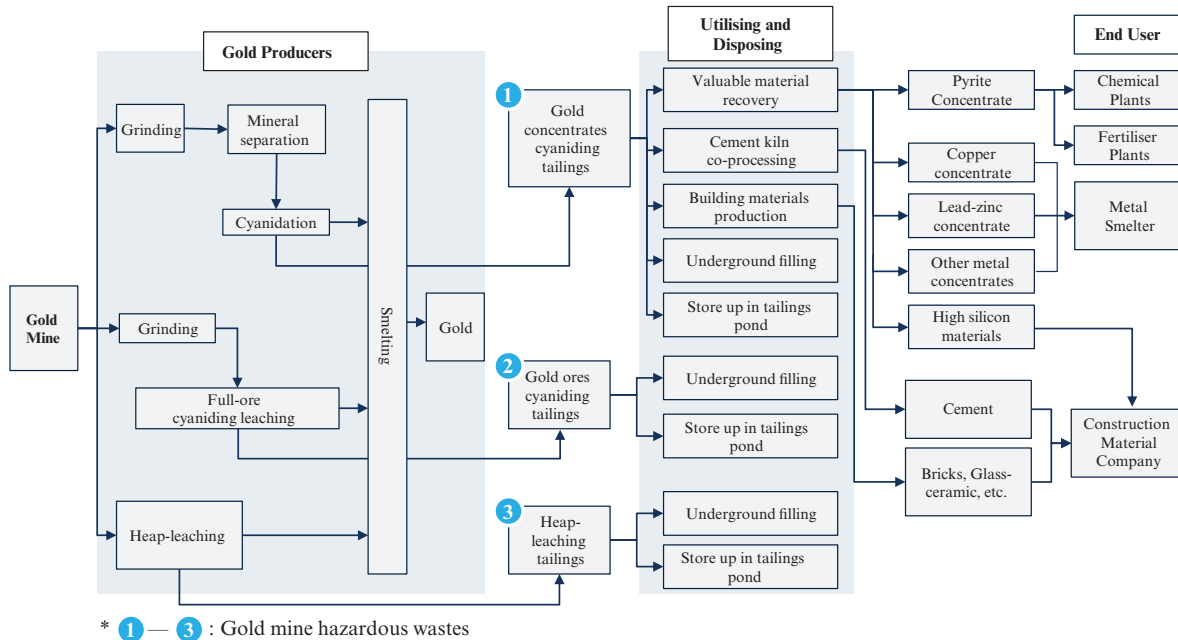 Gold Producers
Utilising and
Disposing
End User
Gold
Mine
Grinding
Mineral
separation
Cyanidation
Grinding
Full-ore
cyaniding leaching
Heap-leaching
Smelting
Gold
1
Gold
concentrates
cyaniding
tailings
2
Gold ores
cyaniding
tailings
3
Heap-
leaching
tailings
Valuable material
recovery
Cement kiln
co-processing
Building materials
production
Underground filling
Store up in tailings
pond
Underground filling
Store up in tailings
pond
Underground filling
Store up in tailings
pond
Pyrite
Concentrate
Copper
concentrate
Lead-zinc
concentrate
Other metal
concentrates
High silicon
materials
Cement
Bricks, Glass-
ceramic, etc.
Chemical
Plants
Fertiliser
Plants
Metal
Smelter
Construction
Material
Company
* 1 — 3 : Gold mine hazardous wastes